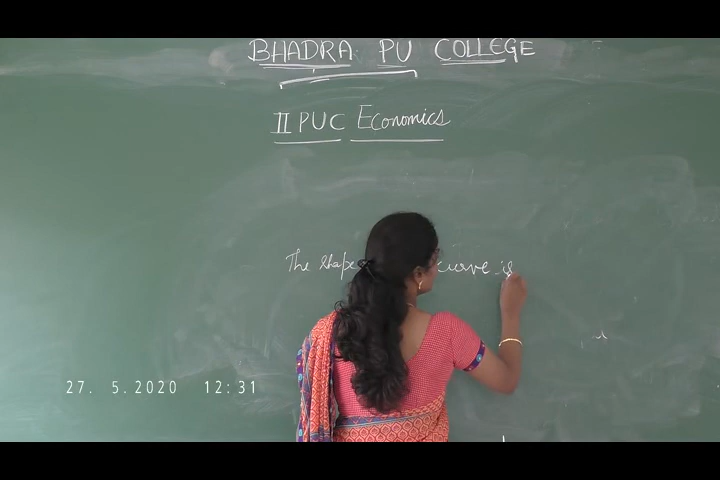 BHADRA PU COLLEGE
II PUC Economics
The shape curve is
27. 5.2020 12:31